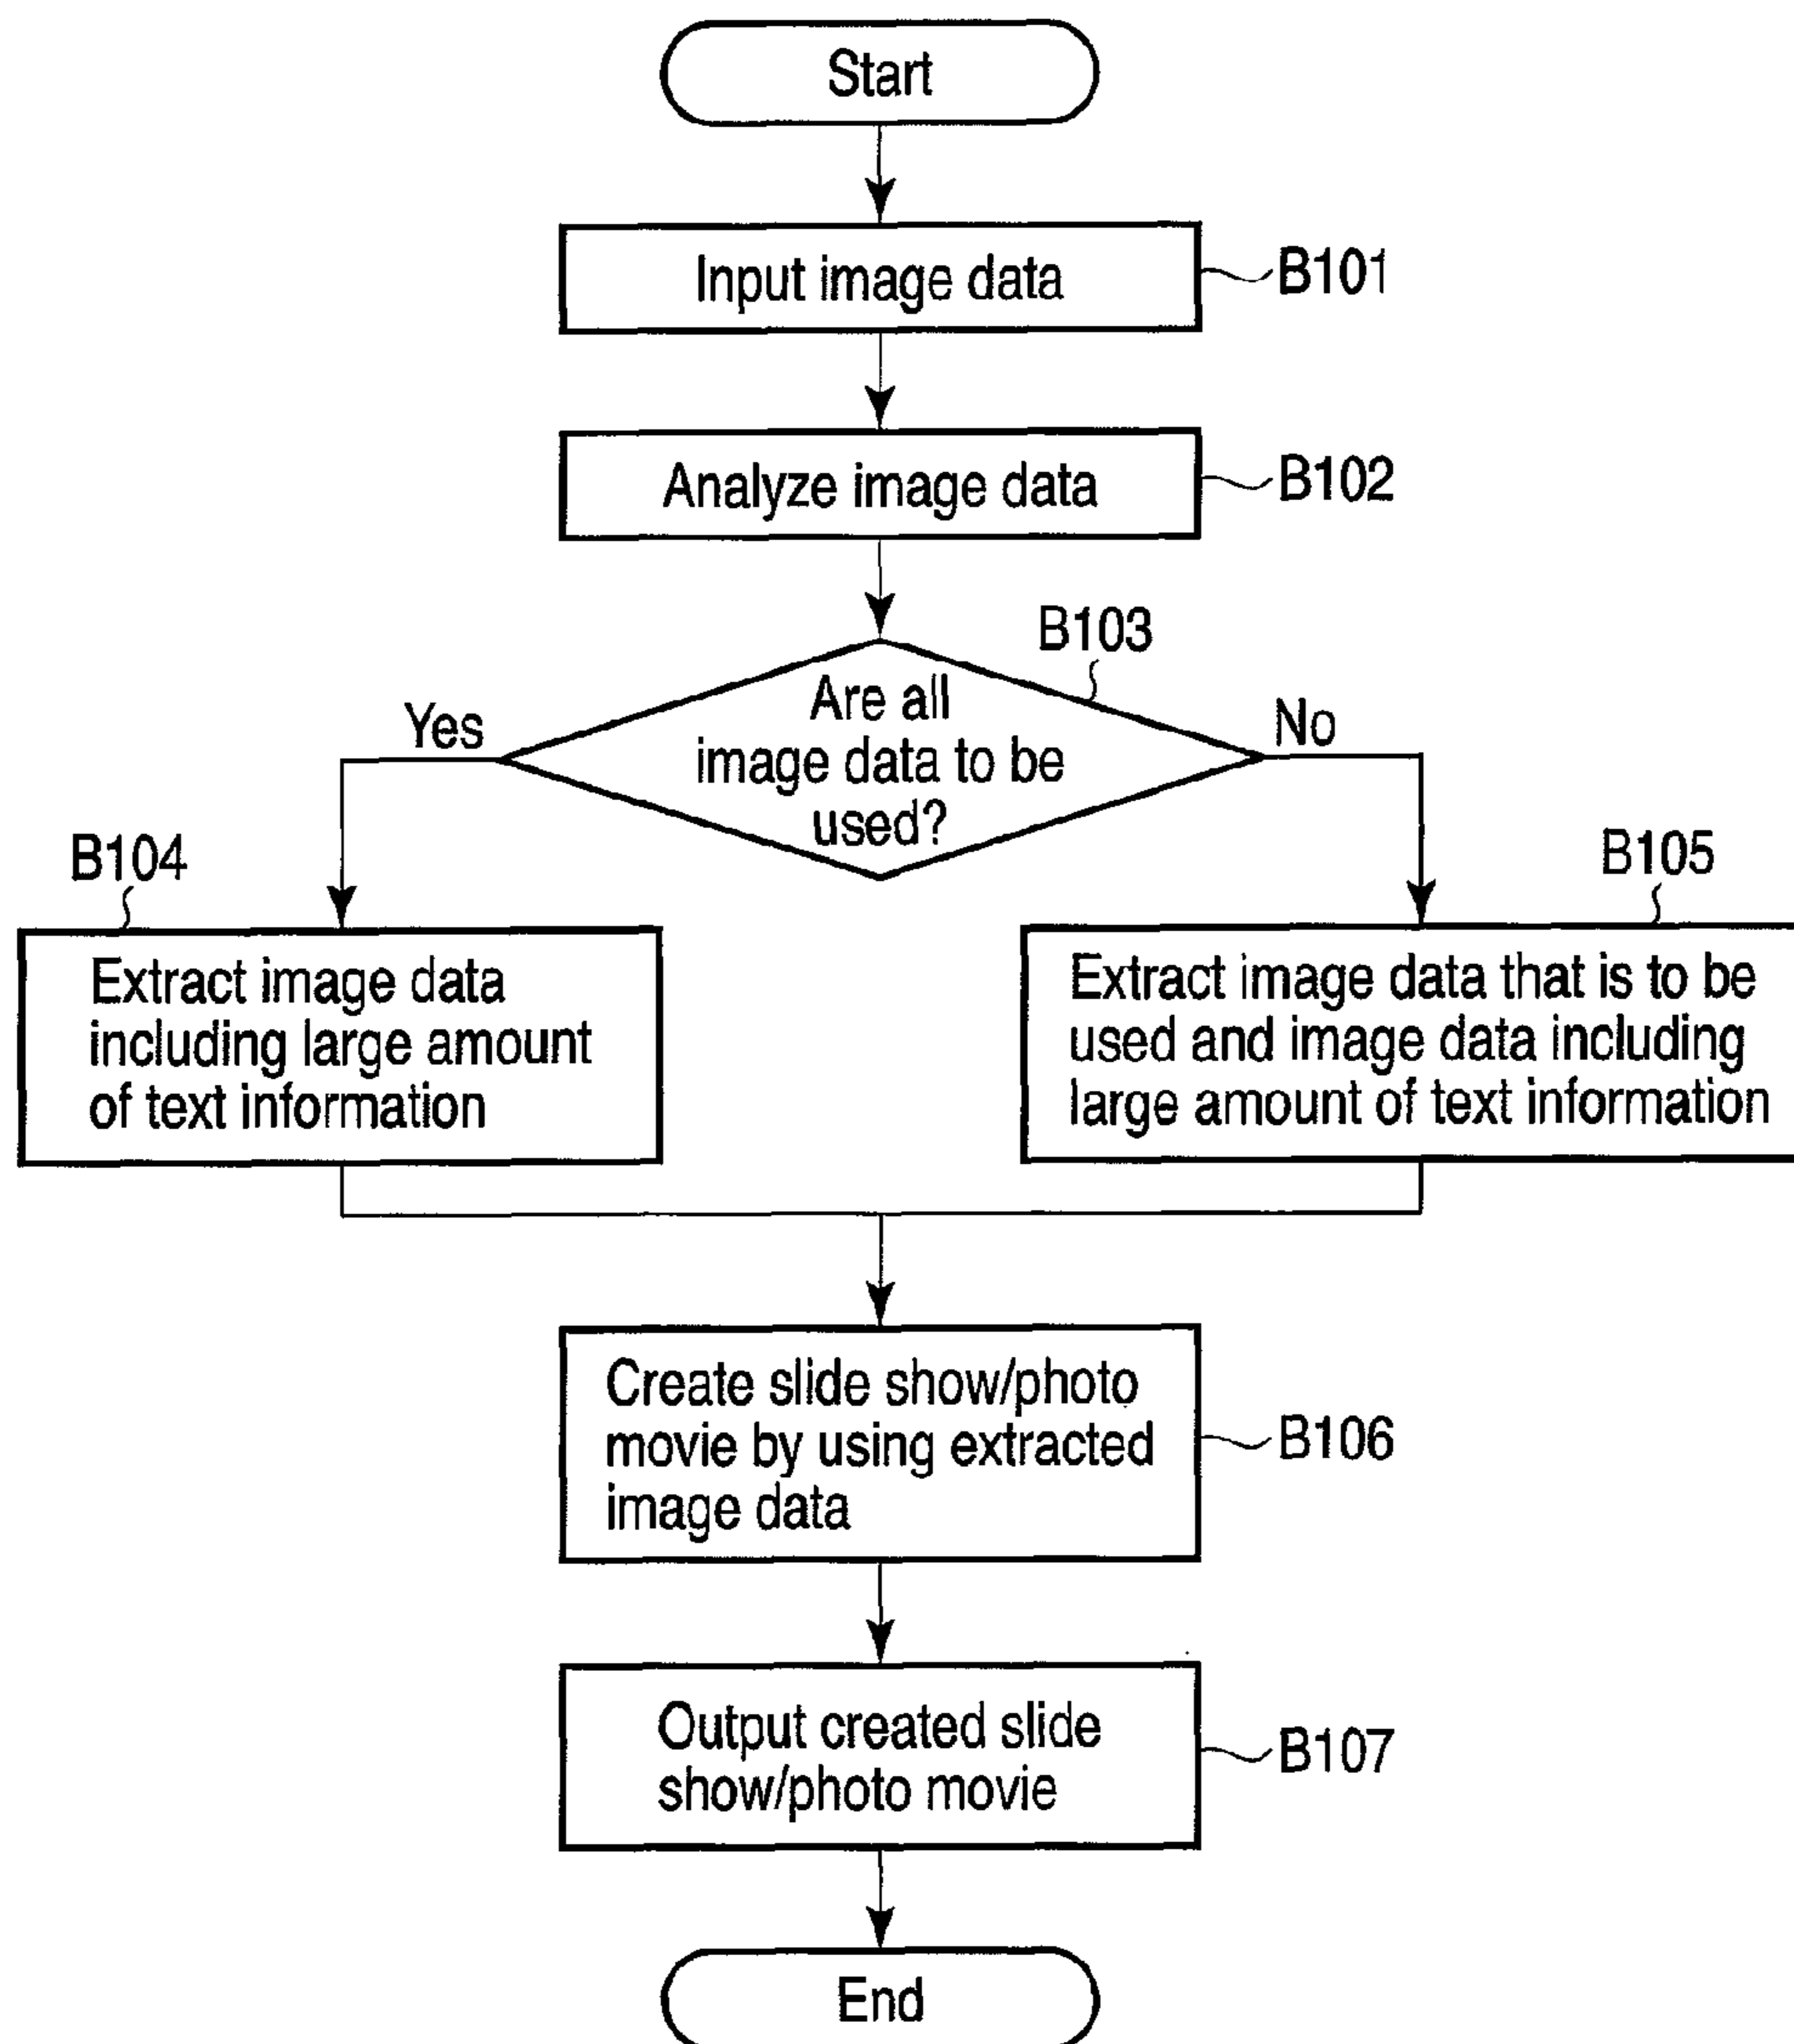 Start
Input image data
B101
Analyze image data
B102
B103
Are all
image data to be
used?
Yes
No
B104
Extract image data
including large amount
of text information
B105
Extract image data that is to be
used and image data including
large amount of text information
Create slide show/photo
movie by using extracted
image data
B106
Output created slide
show/photo movie
B107
End